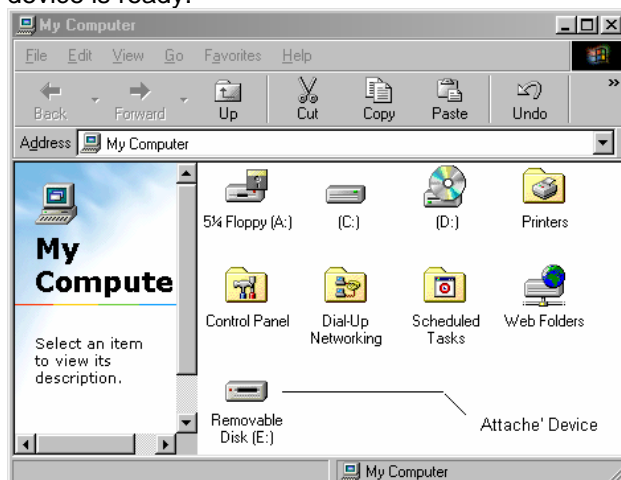 device is ready.
My Computer
File Edit View Go Favorites Help
Back Forward Up Cut Copy Paste Undo »
Address My Computer
My
Compute
Select an item
to view its
description.
5¼ Floppy (A:) (C:) (D:) Printers
Control Panel Dial-Up Networking Scheduled Tasks Web Folders
Removable
Disk (E:)
Attache' Device
My Computer